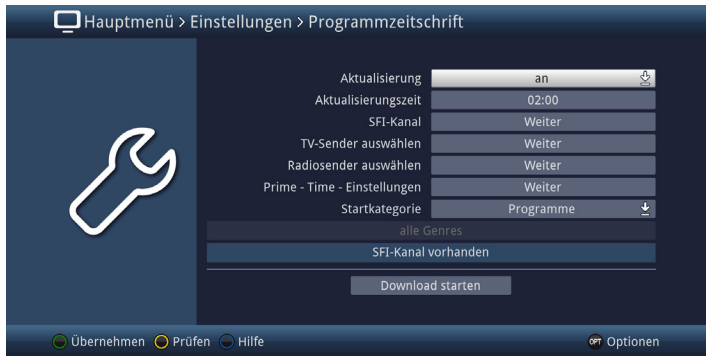 Hauptmenü > Einstellungen > Programmzeitschrift
Aktualisierung an
Aktualisierungszeit 02:00
SFI-Kanal Weiter
TV-Sender auswählen Weiter
Radiosender auswählen Weiter
Prime - Time - Einstellungen Weiter
Startkategorie Programme
alle Genres
SFI-Kanal vorhanden
Download starten
Übernehmen Prüfen Hilfe OPT Optionen